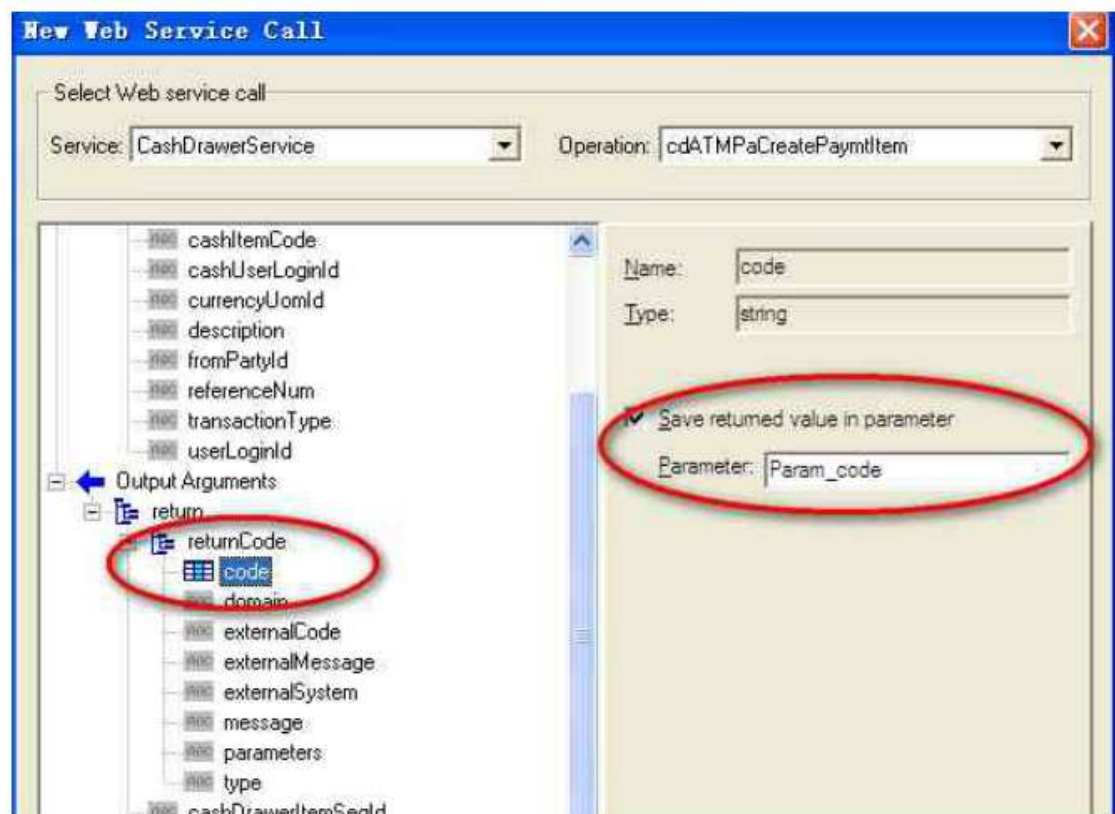 New Web Service Call
Select Web service call
Service: CashDrawerService Operation: cdATMPaCreatePaymtItem
cashItemCode
cashUserLoginId
currencyUomId
description
fromPartyId
referenceNum
transactionType
userLoginId
Output Arguments
return
returnCode
code
domain
externalCode
externalMessage
externalSystem
message
parameters
type
cashDrawerItemSeqId
Name: code
Type: string
Save returned value in parameter
Parameter: Param_code